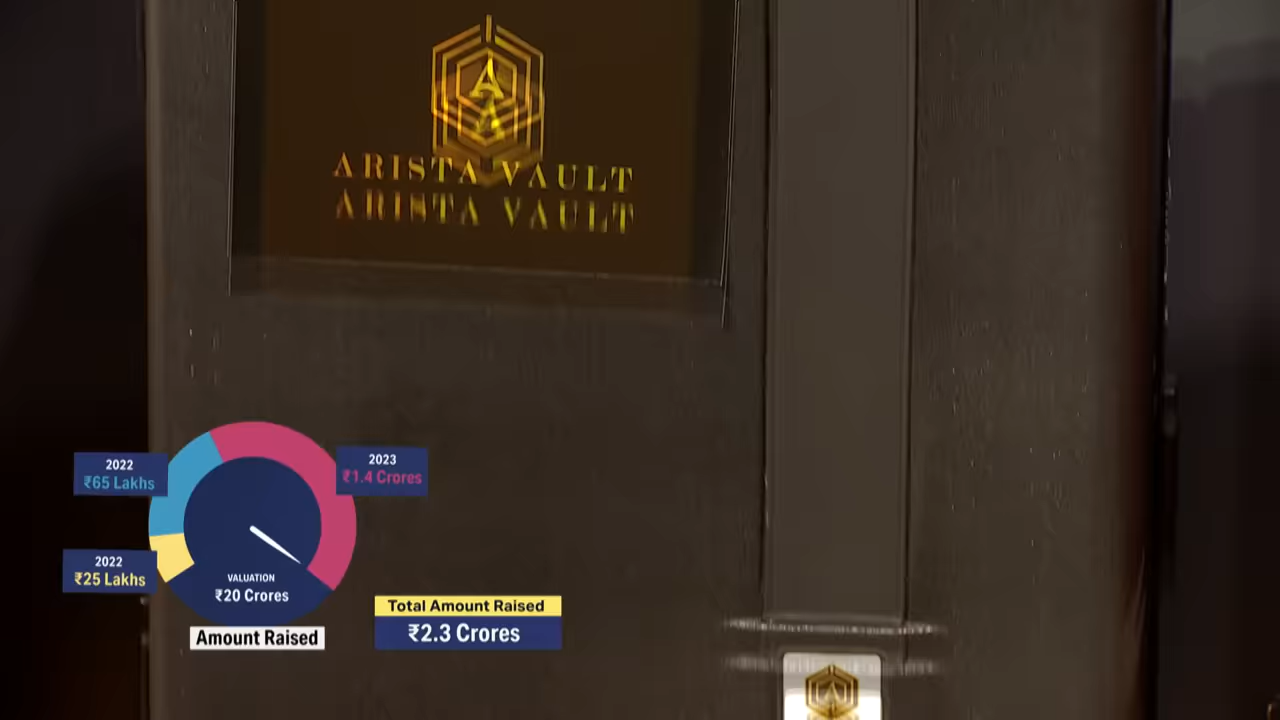 A
ARISTA VAULT
ARISTA VAULT
2022
₹65 Lakhs
2023
₹1.4 Crores
2022
₹25 Lakhs
VALUATION
₹20 Crores
Amount Raised
Total Amount Raised
₹2.3 Crores
A